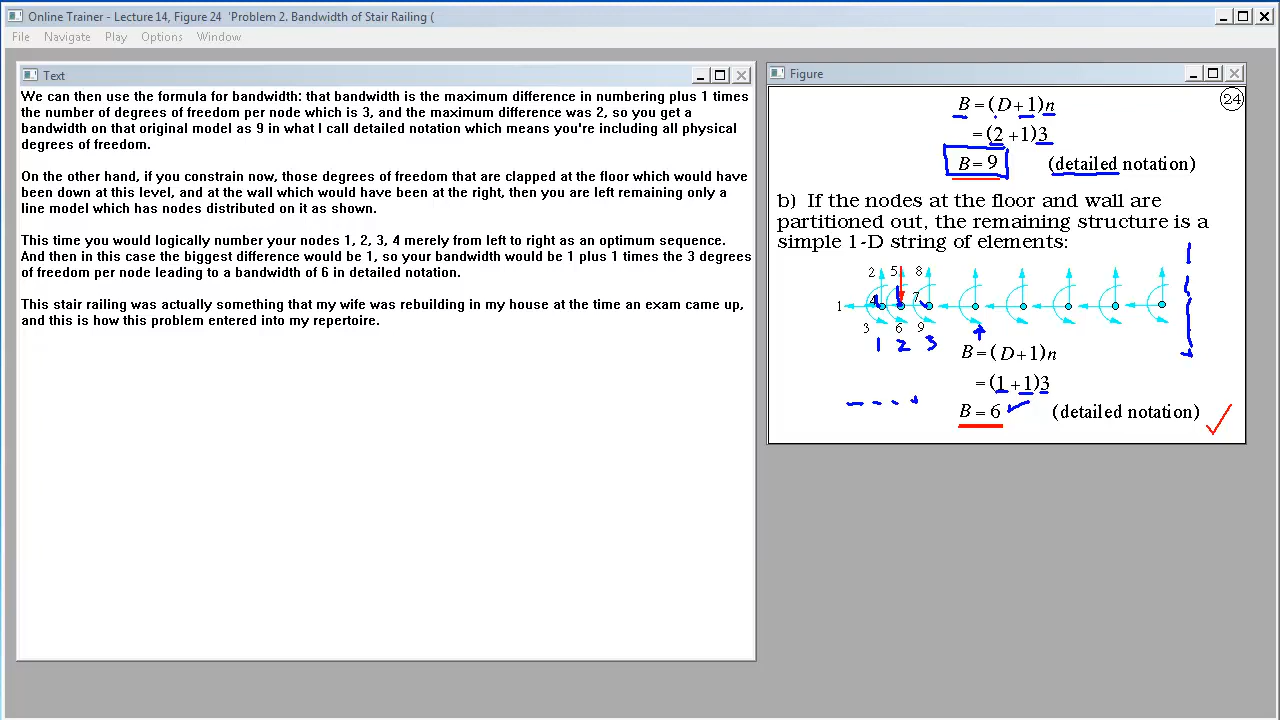 Online Trainer - Lecture 14, Figure 24 'Problem 2. Bandwidth of Stair Railing (
File Navigate Play Options Window
Text
We can then use the formula for bandwidth: that bandwidth is the maximum difference in numbering plus 1 times
the number of degrees of freedom per node which is 3, and the maximum difference was 2, so you get a
bandwidth on that original model as 9 in what I call detailed notation which means you're including all physical
degrees of freedom.
On the other hand, if you constrain now, those degrees of freedom that are clapped at the floor which would have
been down at this level, and at the wall which would have been at the right, then you are left remaining only a
line model which has nodes distributed on it as shown.
This time you would logically number your nodes 1, 2, 3, 4 merely from left to right as an optimum sequence.
And then in this case the biggest difference would be 1, so your bandwidth would be 1 plus 1 times the 3 degrees
of freedom per node leading to a bandwidth of 6 in detailed notation.
This stair railing was actually something that my wife was rebuilding in my house at the time an exam came up,
and this is how this problem entered into my repertoire.
Figure
24
B = (D+1)n
= (2 +1)3
B = 9 (detailed notation)
b) If the nodes at the floor and wall are
partitioned out, the remaining structure is a
simple 1-D string of elements:
2 5 8
1 4 7
3 6 9
1 2 3
B = (D+1)n
= (1 +1)3
B = 6 (detailed notation)